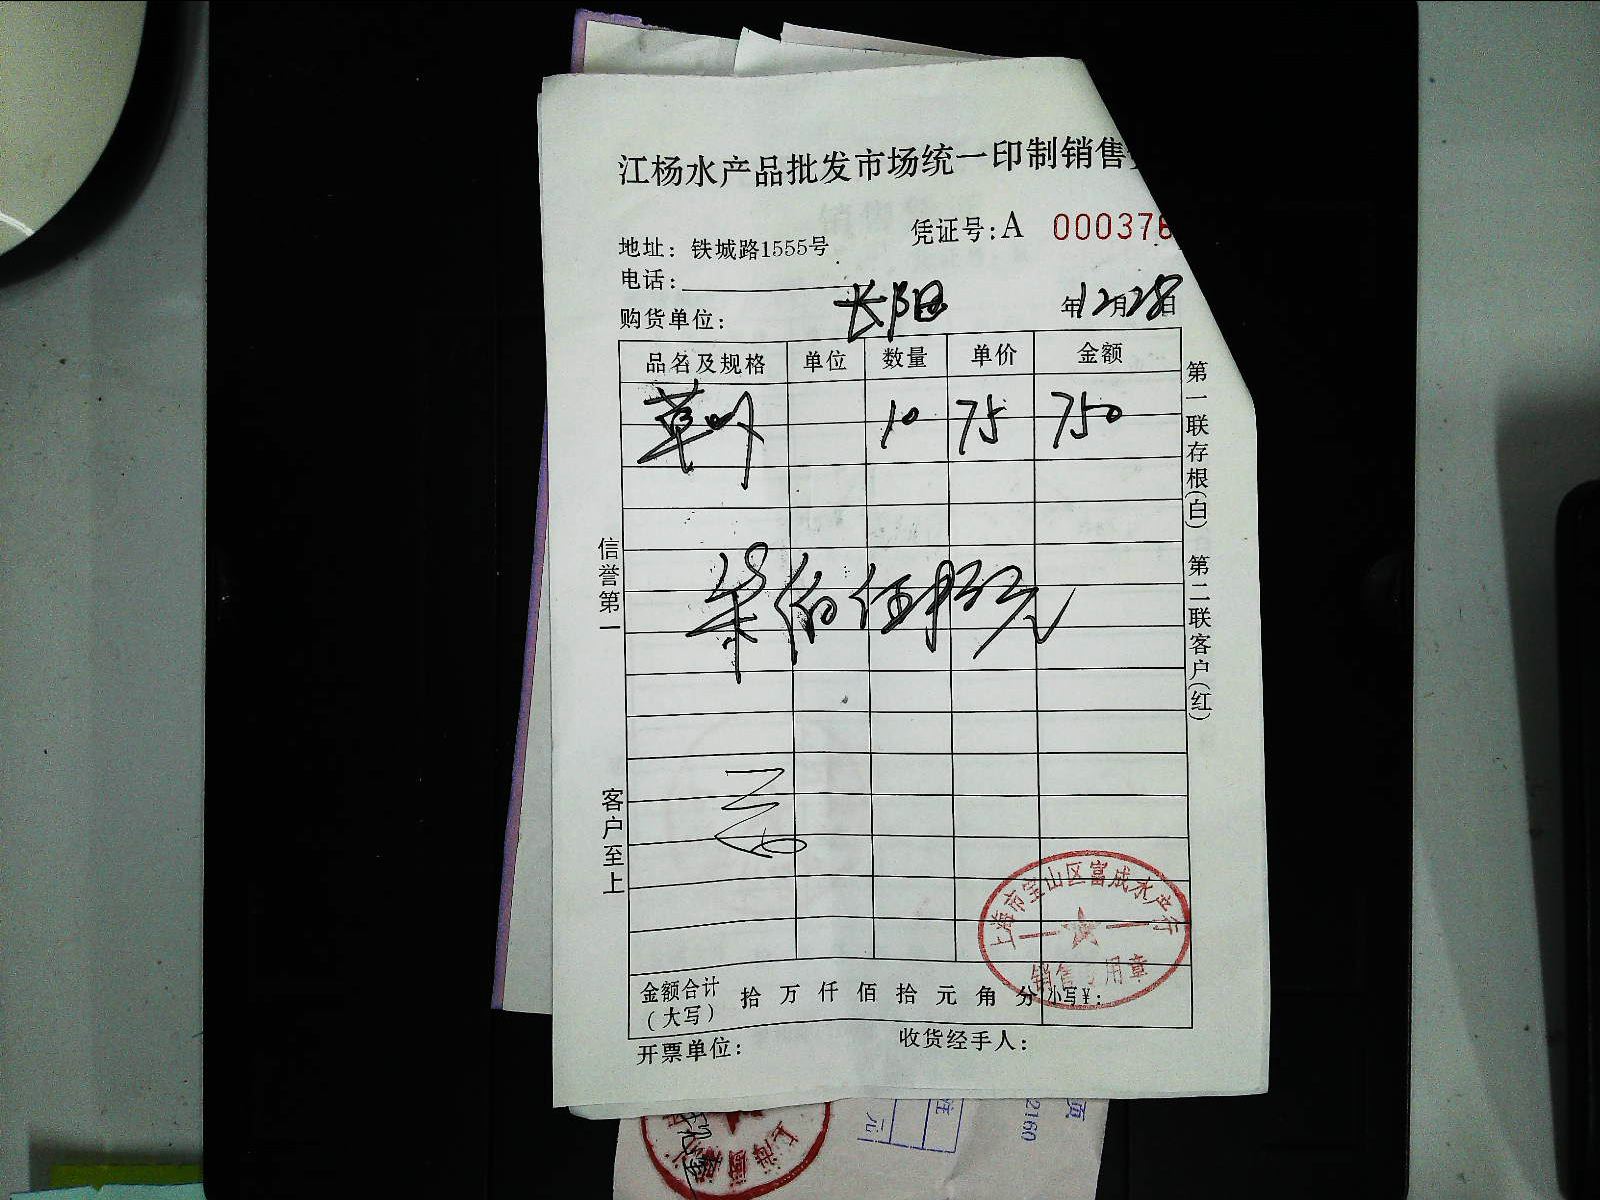 江杨水产品批发市场统一印制销售
凭证号：A 000376
地址：铁城路1555号
电话：
购货单位：长阳 年12月28日
品名及规格 单位 数量 单价 金额
草 10 75 750
柒佰伍拾元
金额合计（大写） 拾 万 仟 佰 拾 元 角 分 小写¥：
开票单位： 收货经手人：
信誉第一
客户至上
第一联存根（白） 第二联客户（红）
上海市宝山区富成水产行
销售专用章
2160
元